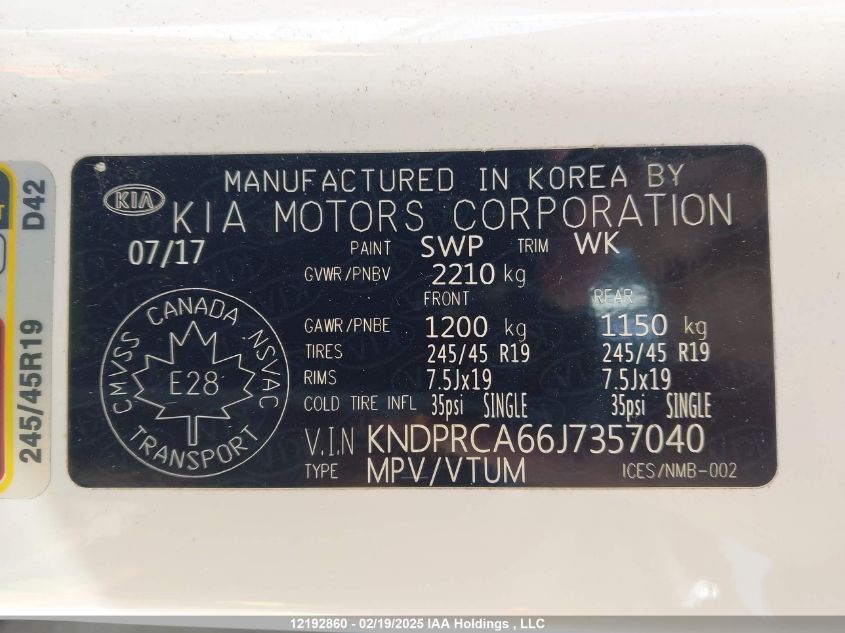 MANUFACTURED IN KOREA BY
KIA KIA MOTORS CORPORATION
07/17 PAINT SWP TRIM WK
GVWR/PNBV 2210 kg
FRONT REAR
GAWR/PNBE 1200 kg 1150 kg
TIRES 245/45 R19 245/45 R19
RIMS 7.5Jx19 7.5Jx19
COLD TIRE INFL 35psi SINGLE 35psi SINGLE
V.I.N KNDPRCA66J7357040
TYPE MPV/VTUM ICES/NMB-002
CANADA
CMVSS NSVAC
E28
TRANSPORT
245/45R19 D42
12192860 - 02/19/2025 IAA Holdings , LLC